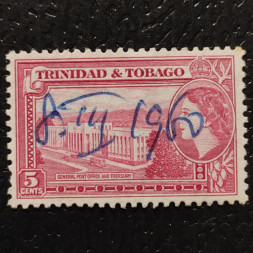 TRINIDAD & TOBAGO
1960
5
CENTS
GENERAL POST OFFICE AND TREASURY